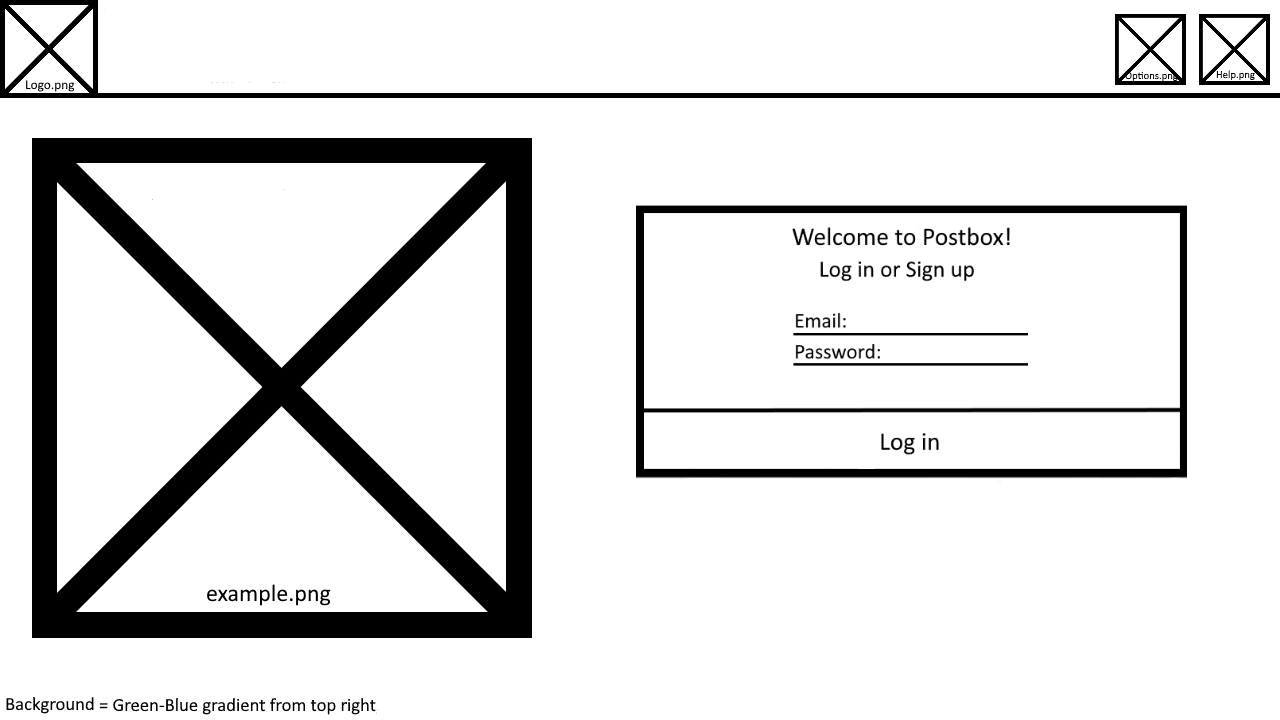 Logo.png
Options.png
Help.png
Welcome to Postbox!
Log in or Sign up
Email:
Password:
Log in
example.png
Background = Green-Blue gradient from top right